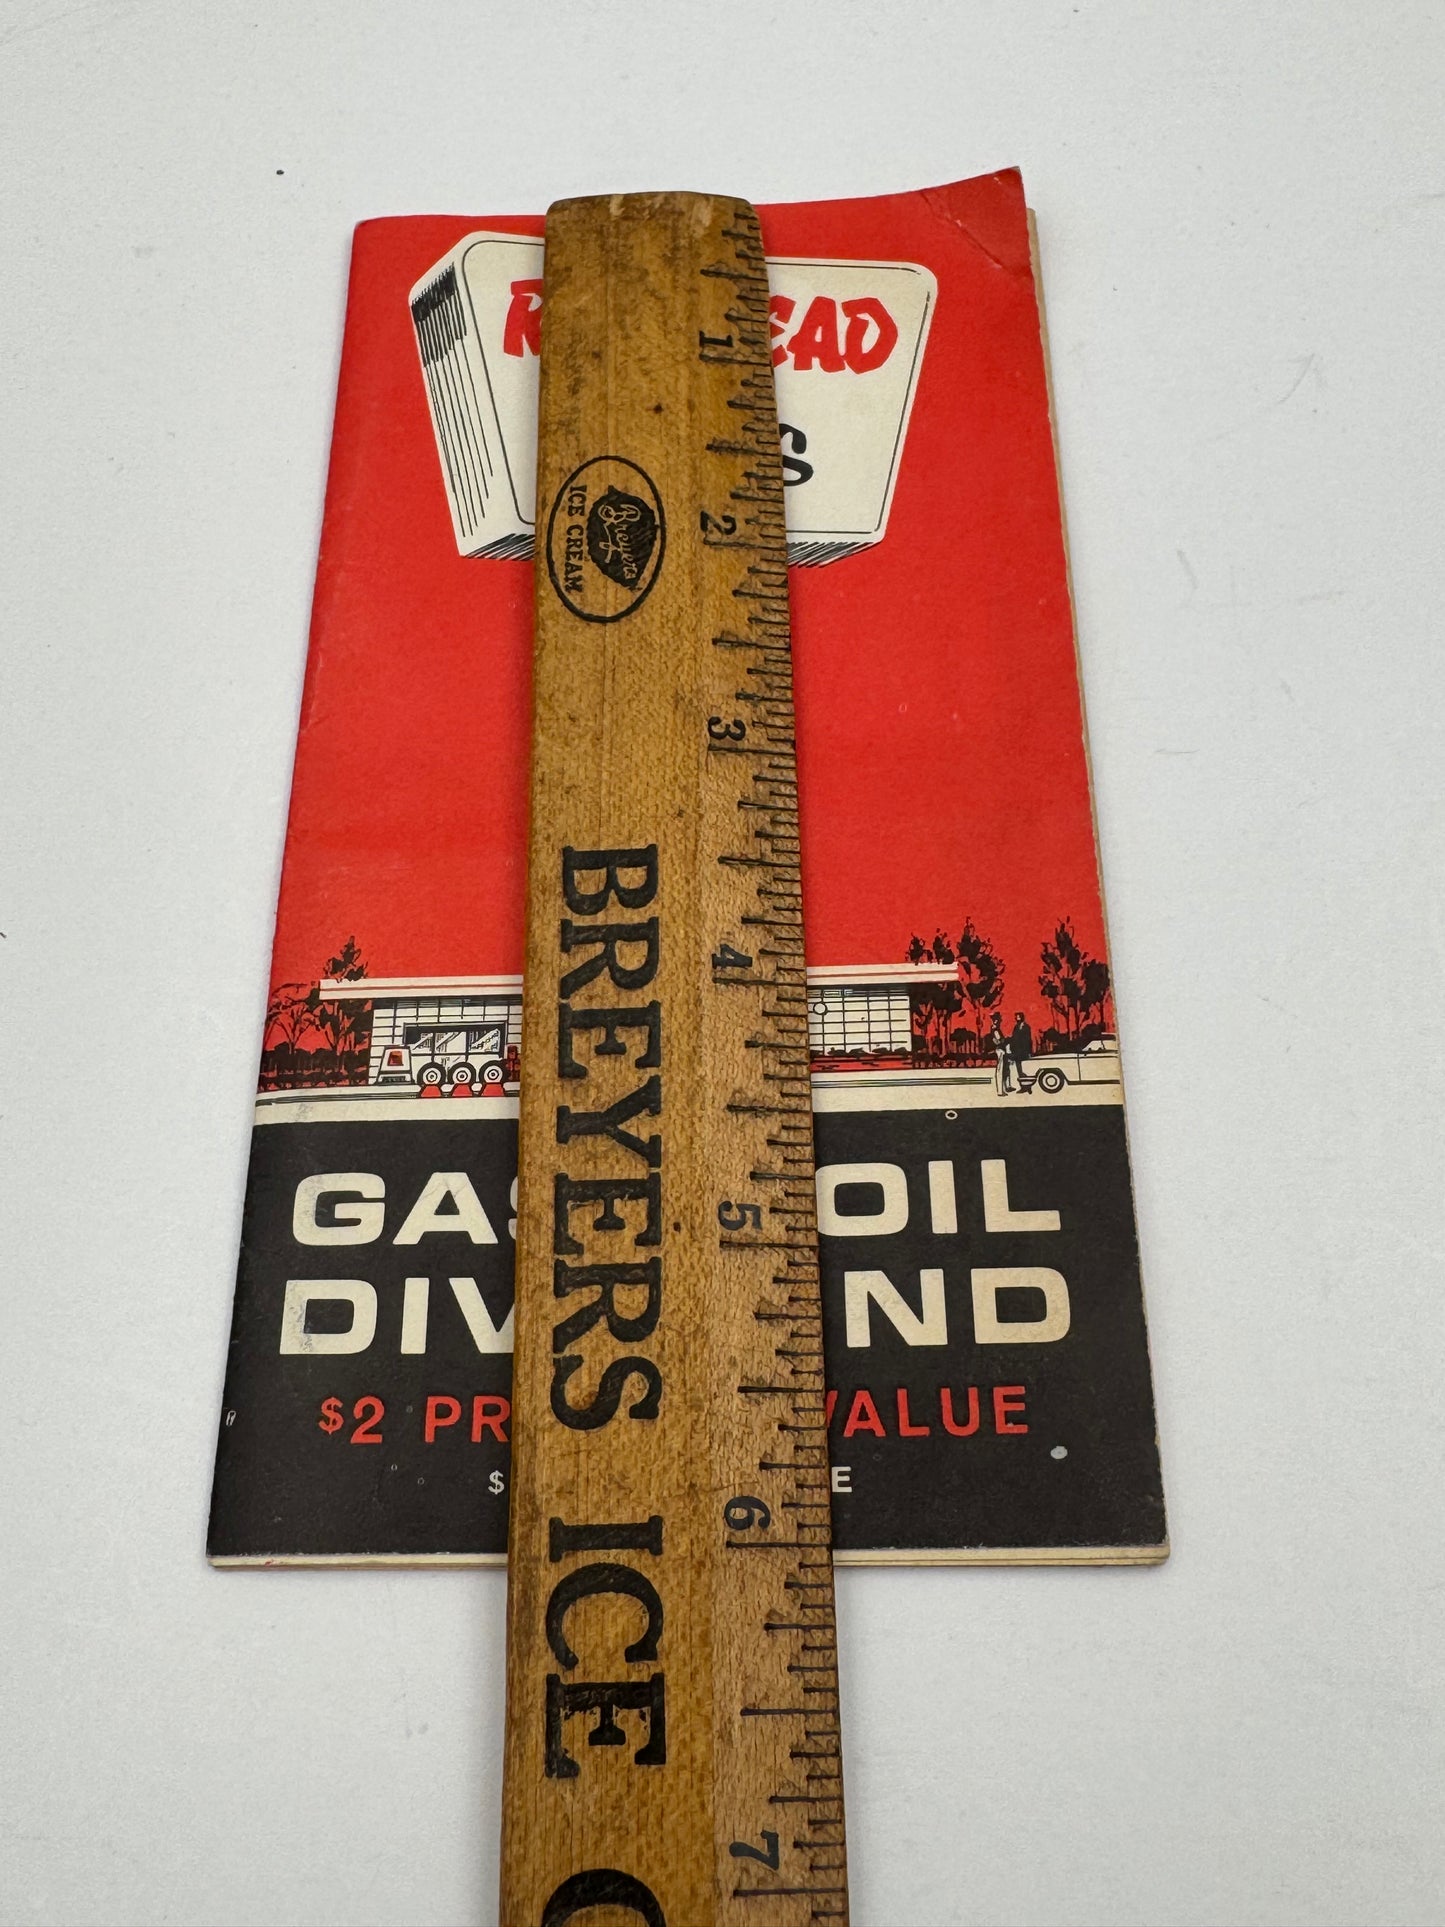 R EAD
GAS OIL
DIV ND
$2 PR VALUE
$ E
1
2
3
4
5
6
7
Breyers
ICE CREAM
BREYERS ICE C